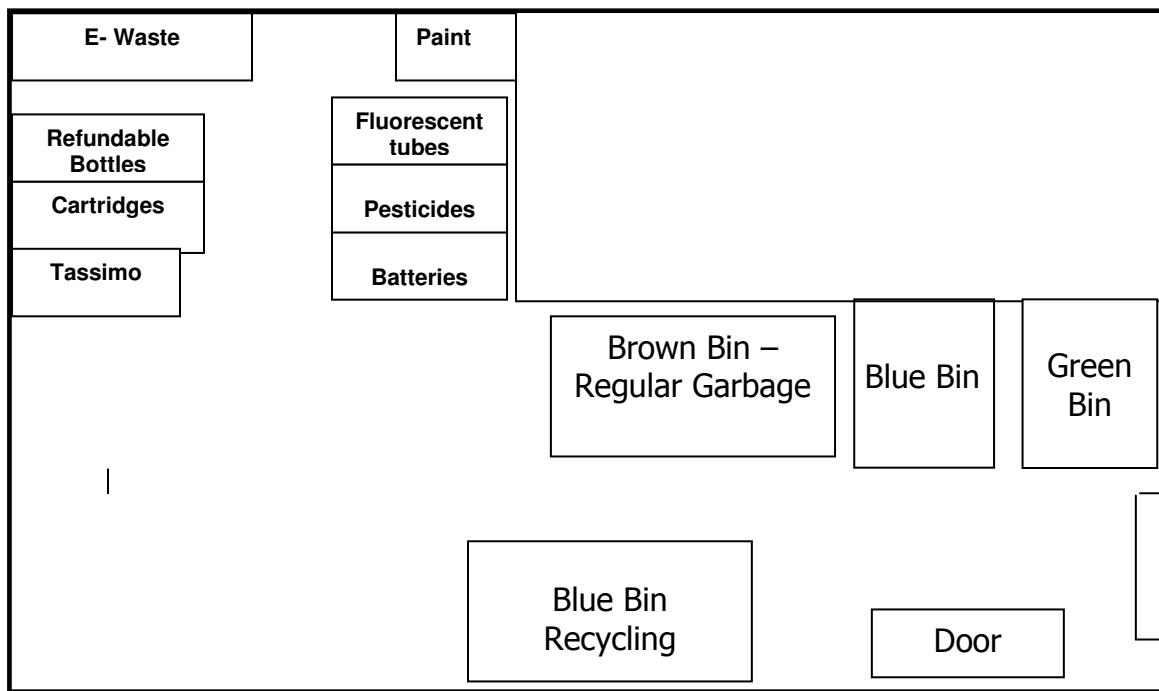 E- Waste
Paint
Refundable
Bottles
Cartridges
Tassimo
Fluorescent
tubes
Pesticides
Batteries
Brown Bin –
Regular Garbage
Blue Bin
Green
Bin
Blue Bin
Recycling
Door